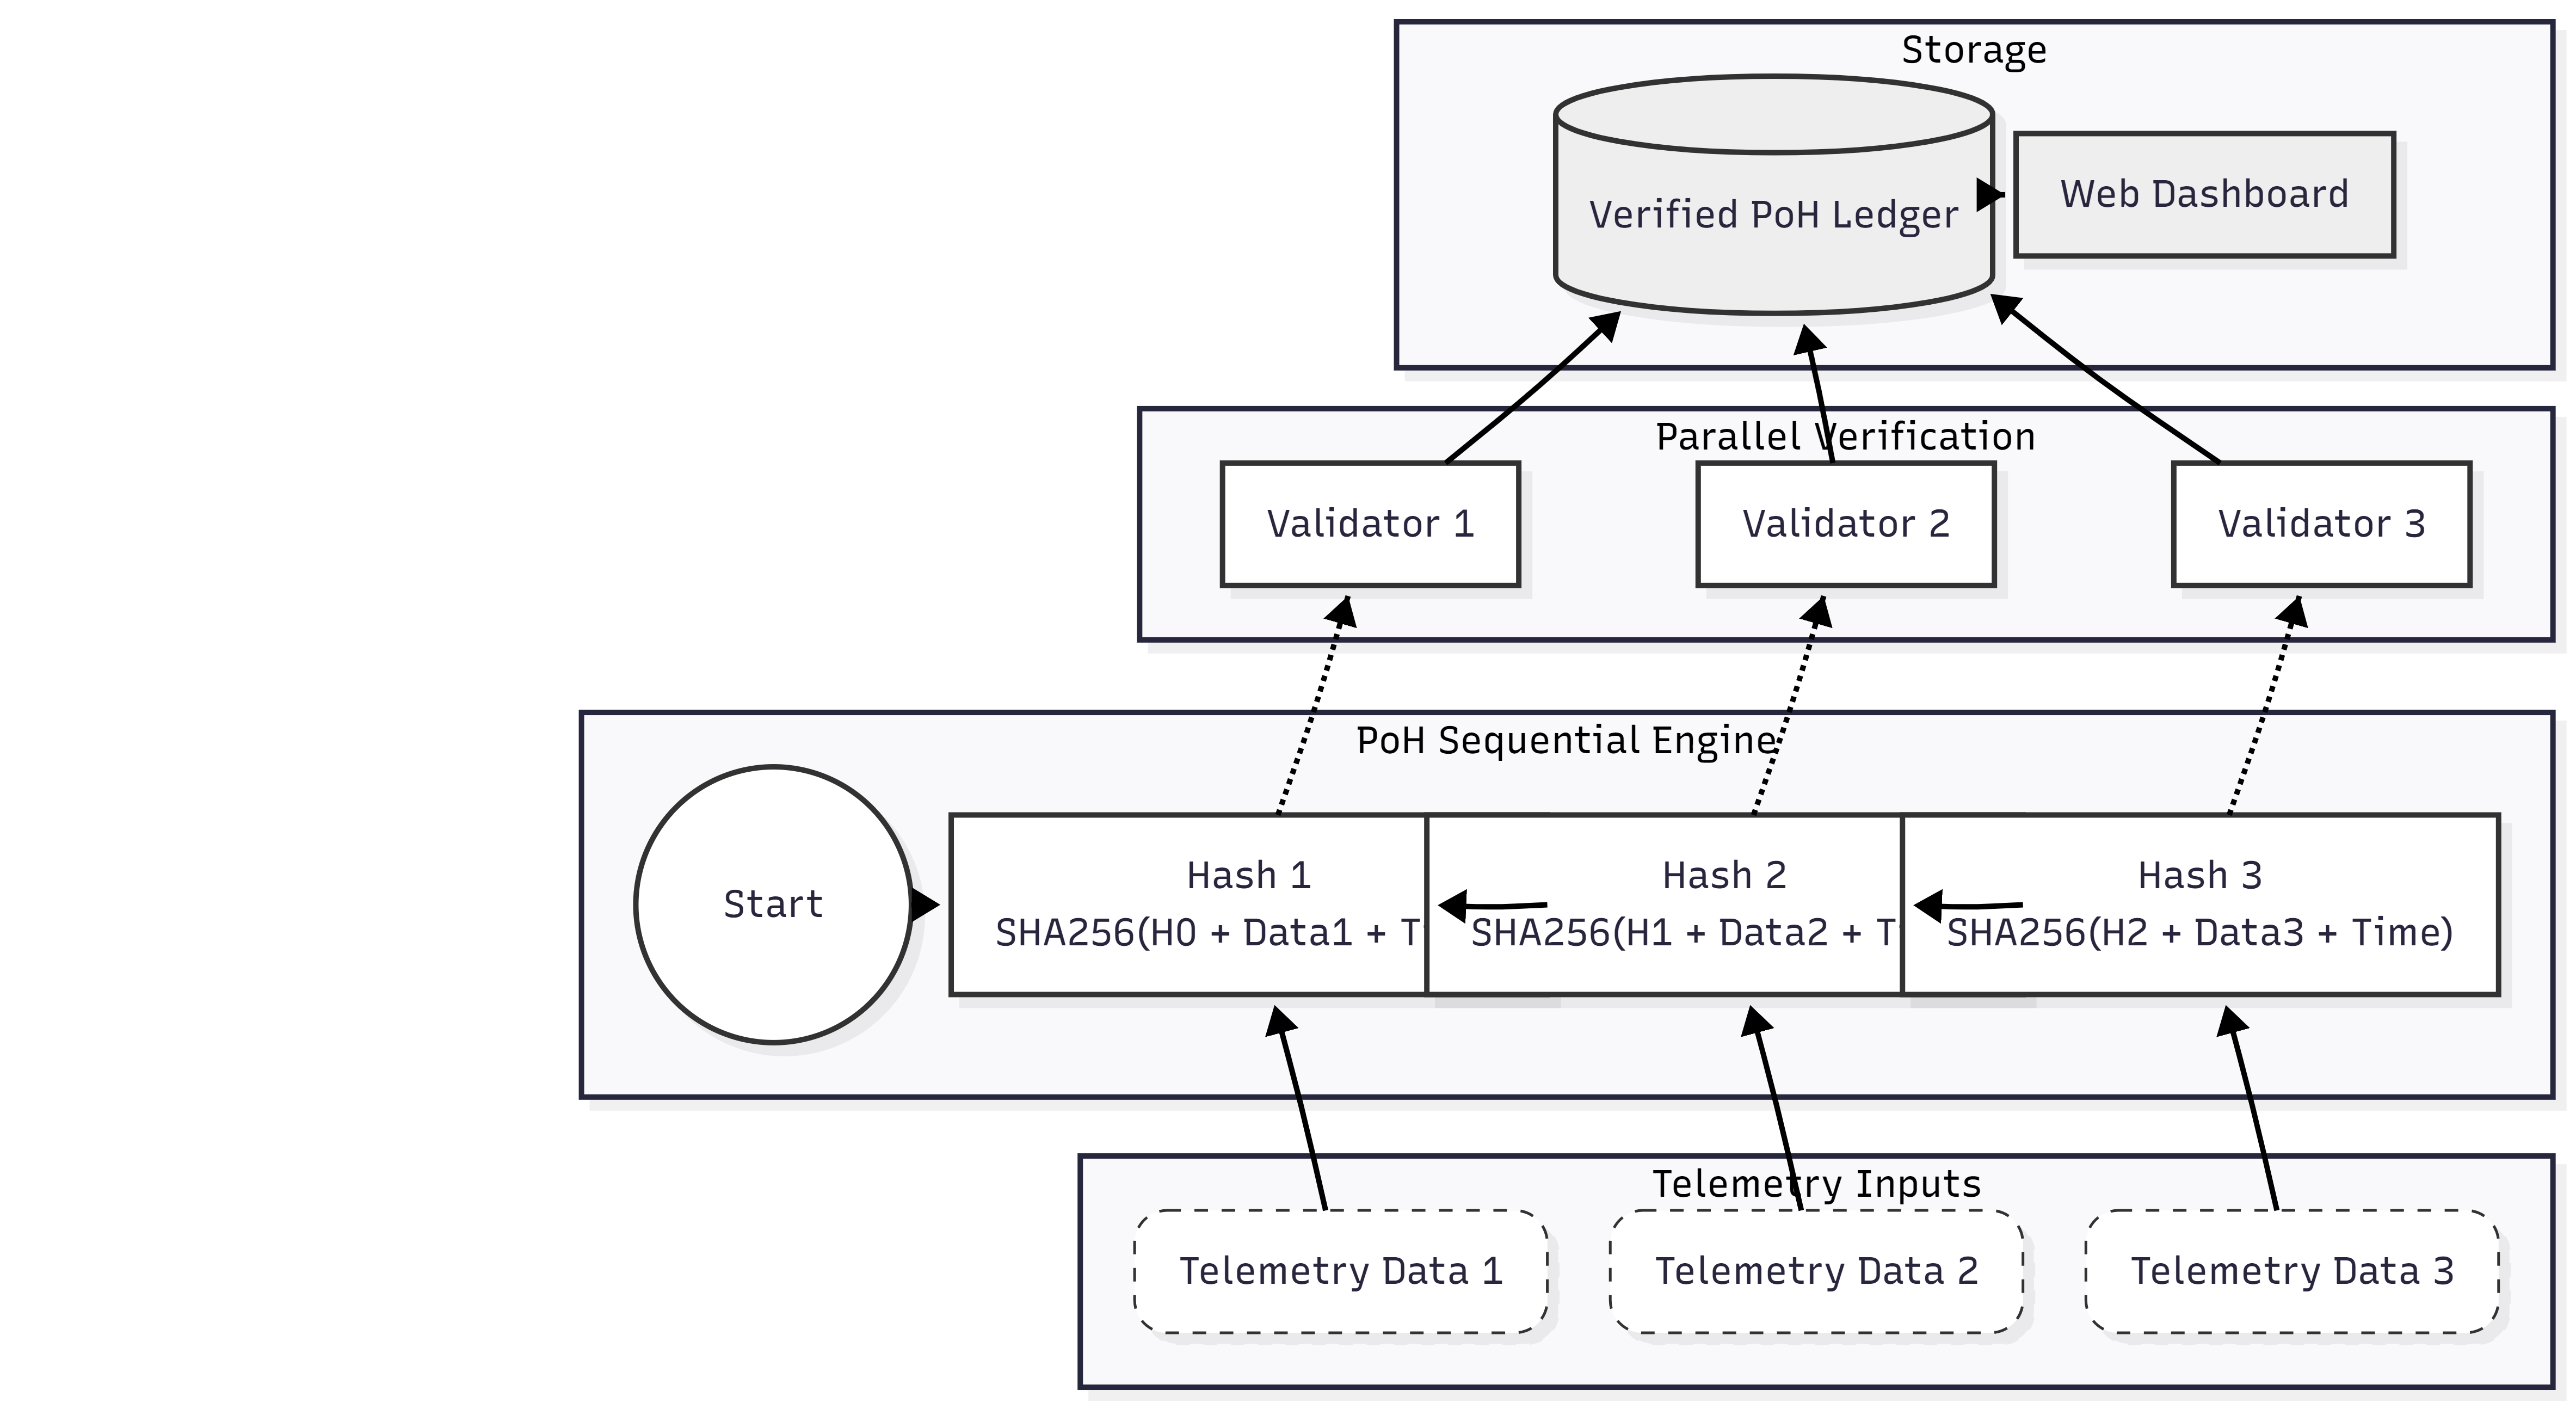 Storage
Verified PoH Ledger
Web Dashboard
Parallel Verification
Validator 1
Validator 2
Validator 3
PoH Sequential Engine
Start
Hash 1
SHA256(H0 + Data1 + T
Hash 2
SHA256(H1 + Data2 + T
Hash 3
SHA256(H2 + Data3 + Time)
Telemetry Inputs
Telemetry Data 1
Telemetry Data 2
Telemetry Data 3